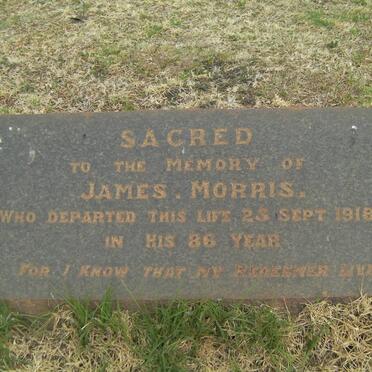 SACRED
TO THE MEMORY OF
JAMES. MORRIS.
WHO DEPARTED THIS LIFE 23 SEPT 1918
IN HIS 86 YEAR
FOR I KNOW THAT MY REDEEMER